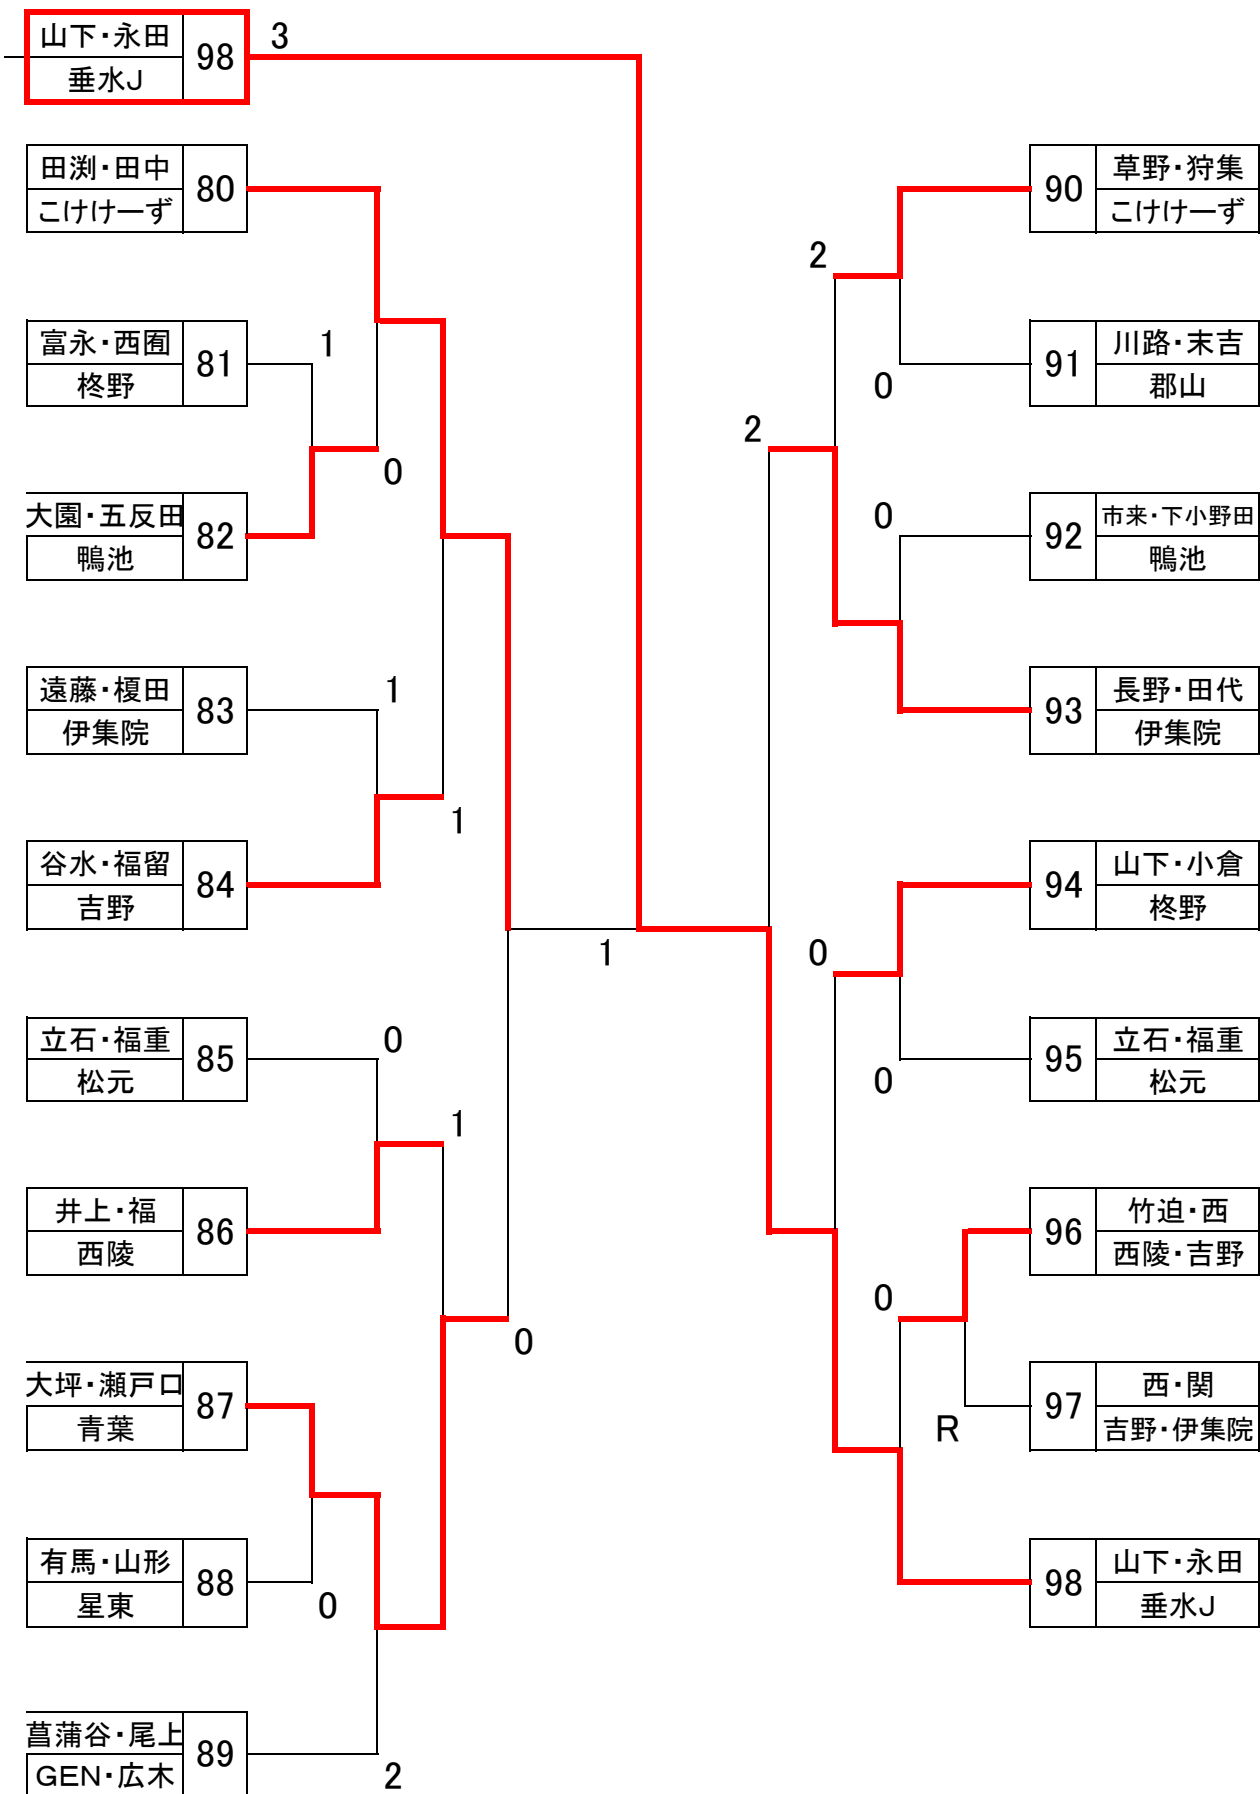 山下・永田
98
垂水J
3
田渕・田中
80
こけけーず
富永・西囿
81
柊野
1
大園・五反田
82
鴨池
0
遠藤・榎田
83
伊集院
1
谷水・福留
84
吉野
1
立石・福重
85
松元
0
井上・福
86
西陵
1
大坪・瀬戸口
87
青葉
0
有馬・山形
88
星東
0
菖蒲谷・尾上
89
GEN・広木
2
1
90
草野・狩集
こけけーず
2
91
川路・末吉
郡山
0
2
92
市来・下小野田
鴨池
0
93
長野・田代
伊集院
94
山下・小倉
柊野
0
95
立石・福重
松元
0
96
竹迫・西
西陵・吉野
0
97
西・関
吉野・伊集院
R
98
山下・永田
垂水J